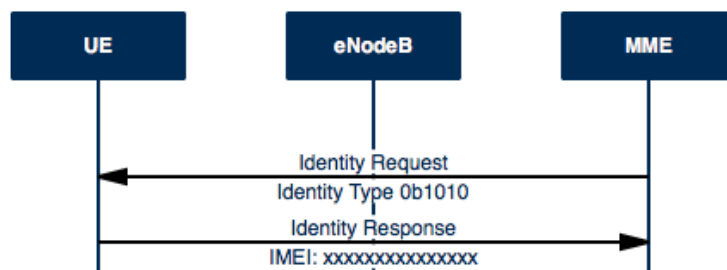 UE
eNodeB
MME
Identity Request
Identity Type 0b1010
Identity Response
IMEI: xxxxxxxxxxxxxxx